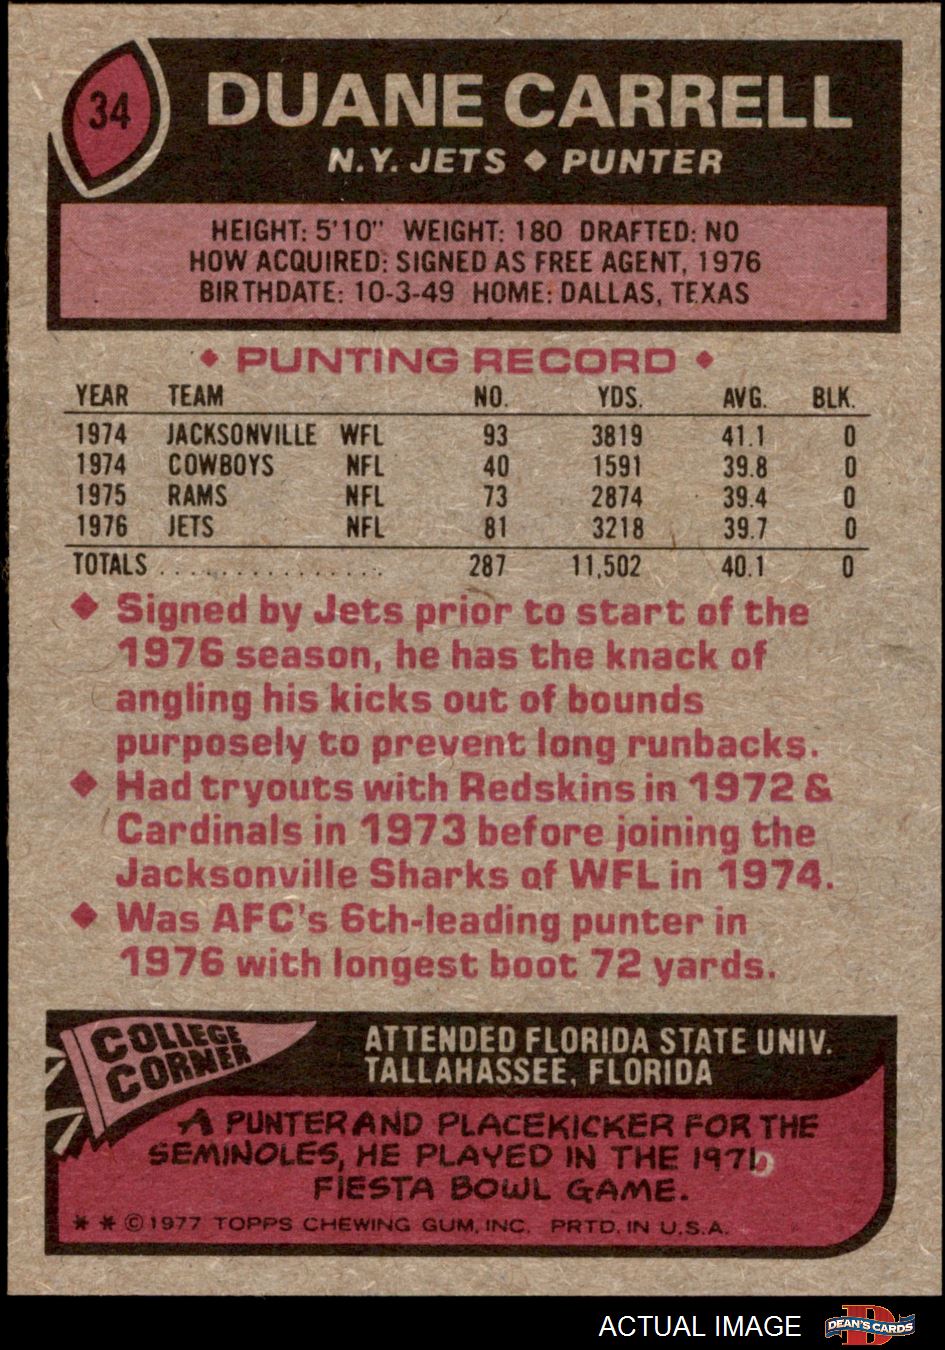 34
DUANE CARRELL
N.Y. JETS ◆ PUNTER
HEIGHT: 5'10" WEIGHT: 180 DRAFTED: NO
HOW ACQUIRED: SIGNED AS FREE AGENT, 1976
BIRTHDATE: 10-3-49 HOME: DALLAS, TEXAS
◆ PUNTING RECORD ◆
YEAR TEAM NO. YDS. AVG. BLK.
1974 JACKSONVILLE WFL 93 3819 41.1 0
1974 COWBOYS NFL 40 1591 39.8 0
1975 RAMS NFL 73 2874 39.4 0
1976 JETS NFL 81 3218 39.7 0
TOTALS ................ 287 11,502 40.1 0
◆ Signed by Jets prior to start of the
1976 season, he has the knack of
angling his kicks out of bounds
purposely to prevent long runbacks.
◆ Had tryouts with Redskins in 1972 &
Cardinals in 1973 before joining the
Jacksonville Sharks of WFL in 1974.
◆ Was AFC's 6th-leading punter in
1976 with longest boot 72 yards.
COLLEGE
CORNER
ATTENDED FLORIDA STATE UNIV.
TALLAHASSEE, FLORIDA
A PUNTER AND PLACEKICKER FOR THE
SEMINOLES, HE PLAYED IN THE
FIESTA BOWL GAME.
* * © 1977 TOPPS CHEWING GUM, INC. PRTD. IN U.S.A.
ACTUAL IMAGE
D
DEAN'S CARDS